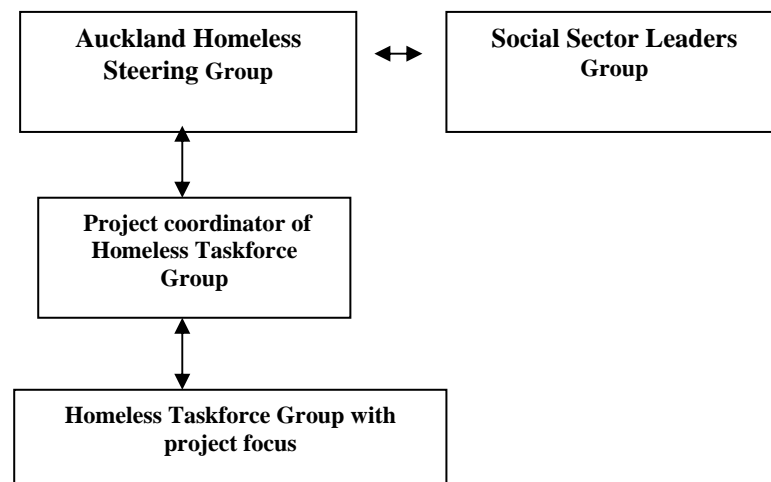 Auckland Homeless
Steering Group
Social Sector Leaders
Group
Project coordinator of
Homeless Taskforce
Group
Homeless Taskforce Group with
project focus